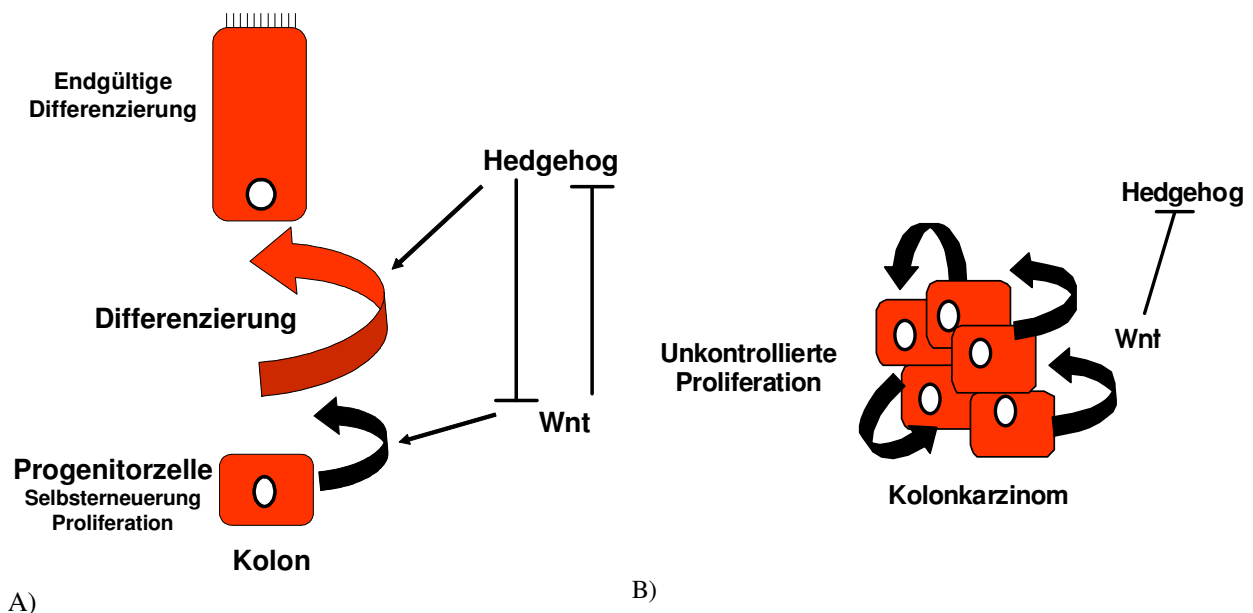 Endgültige
Differenzierung
Hedgehog
Differenzierung
Wnt
Progenitorzelle
Selbsterneuerung
Proliferation
Kolon
A)
Hedgehog
Wnt
Unkontrollierte
Proliferation
Kolonkarzinom
B)